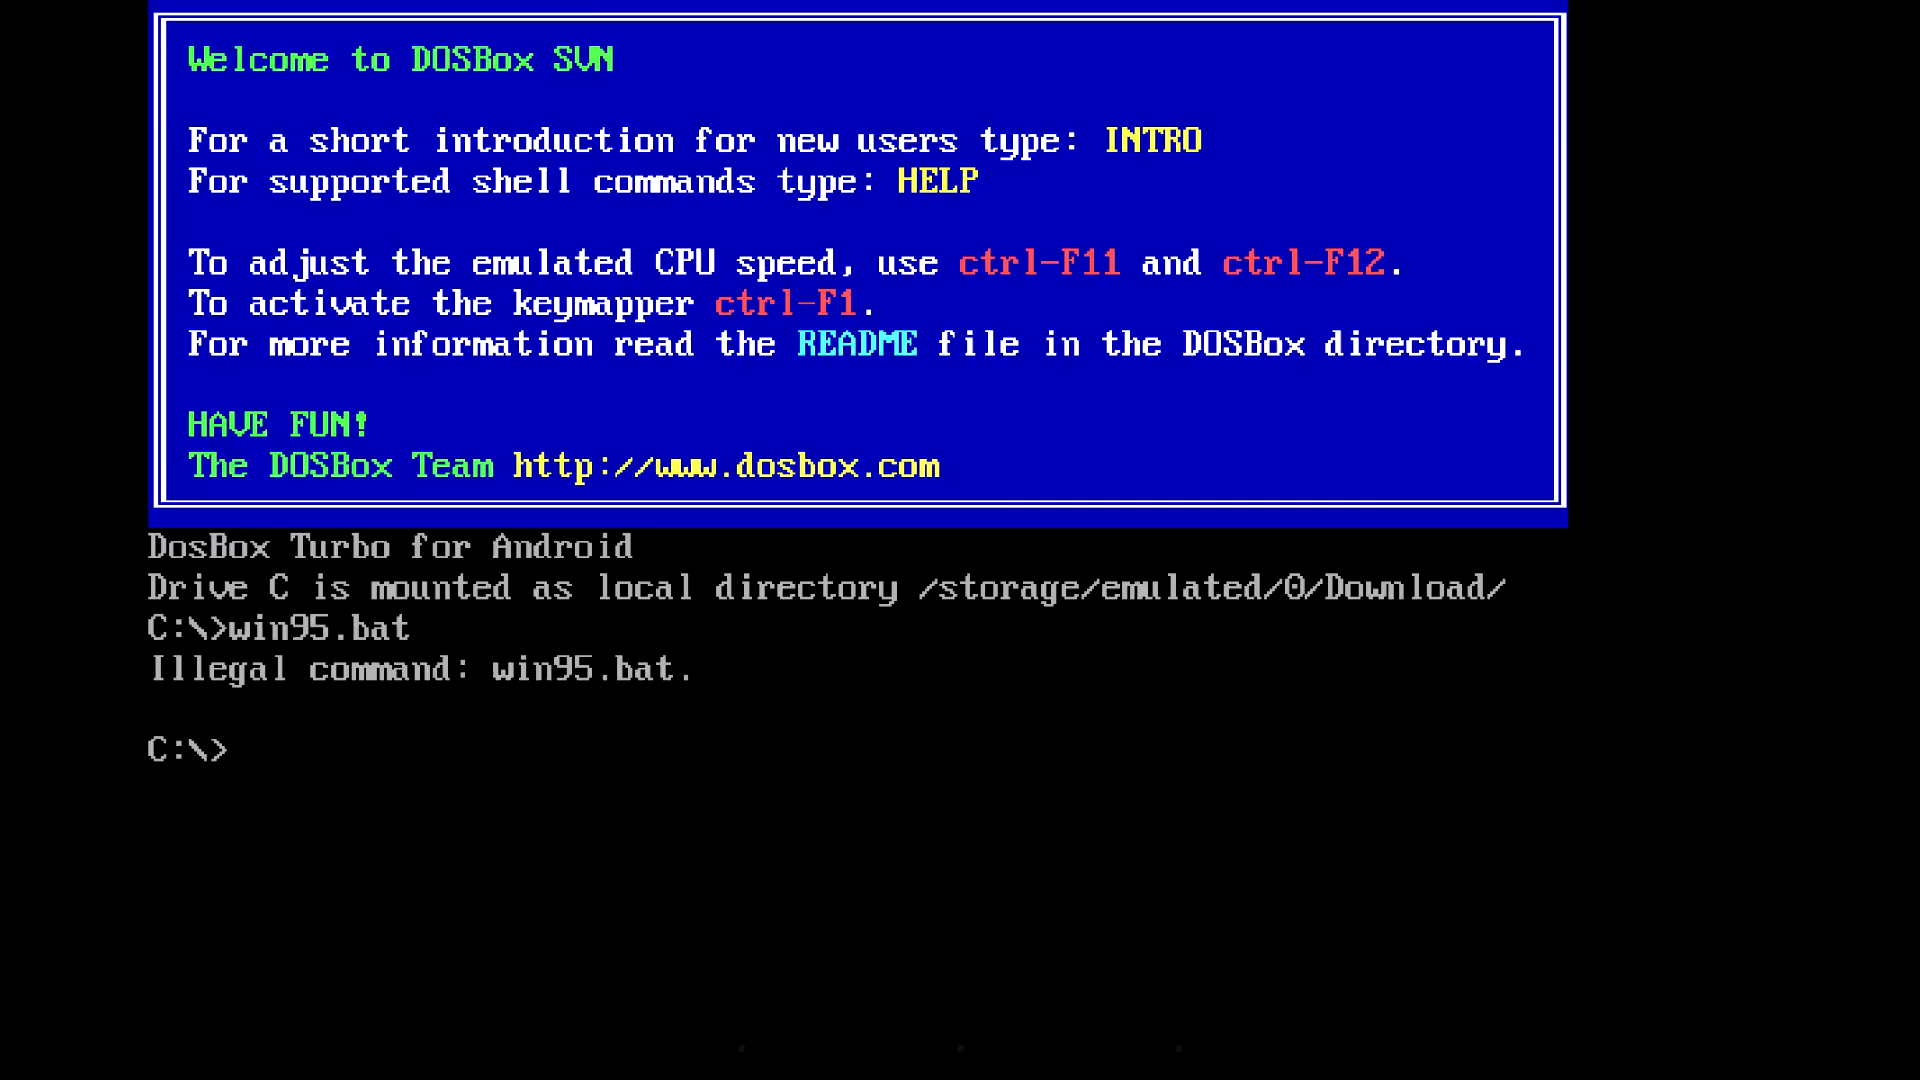 Welcome to DOSBox SVN
For a short introduction for new users type: INTRO
For supported shell commands type: HELP
To adjust the emulated CPU speed, use ctrl-F11 and ctrl-F12.
To activate the keymapper ctrl-F1.
For more information read the README file in the DOSBox directory.
HAVE FUN!
The DOSBox Team http://www.dosbox.com
DosBox Turbo for Android
Drive C is mounted as local directory /storage/emulated/0/Download/
C:\>win95.bat
Illegal command: win95.bat.
C:\>